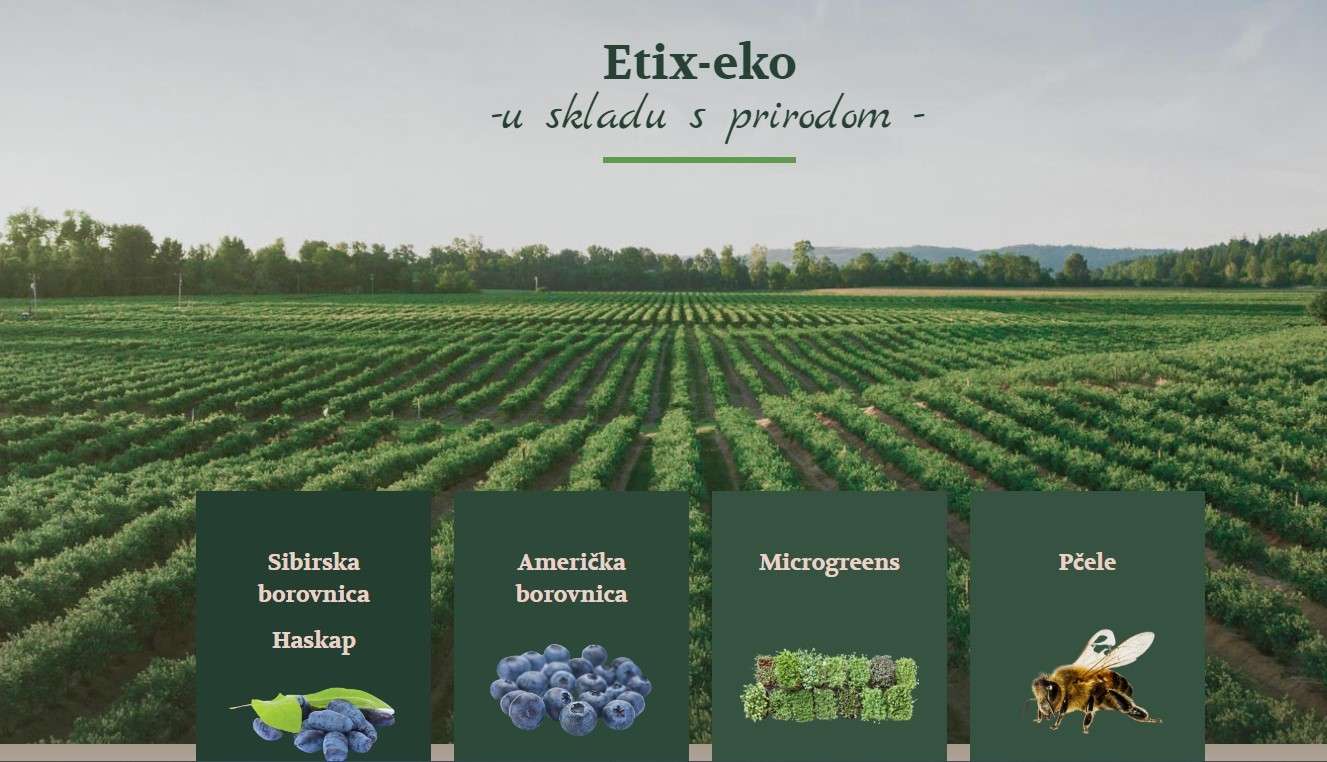 Etix-eko
-u skladu s prirodom -
Sibirska
borovnica
Haskap
Američka
borovnica
Microgreens
Pčele